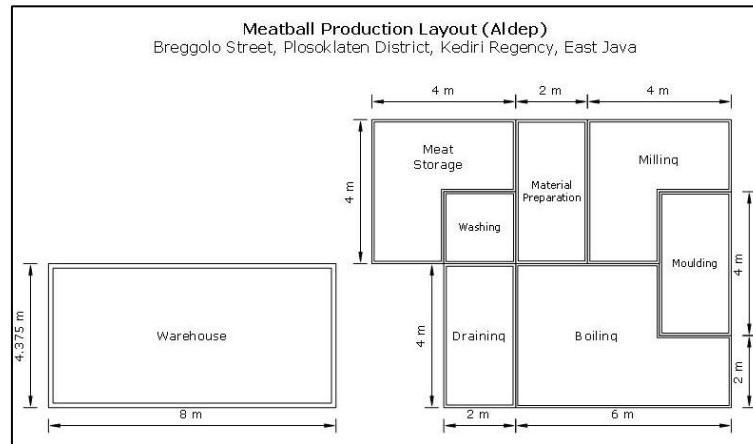 Meatball Production Layout (Aldep)
Breggolo Street, Plosoklaten District, Kediri Regency, East Java
4 m
2 m
4 m
4 m
Meat
Storage
Material
Preparation
Milling
Washing
Moulding
4 m
4.375 m
Warehouse
4 m
Draining
Boiling
2 m
8 m
2 m
6 m